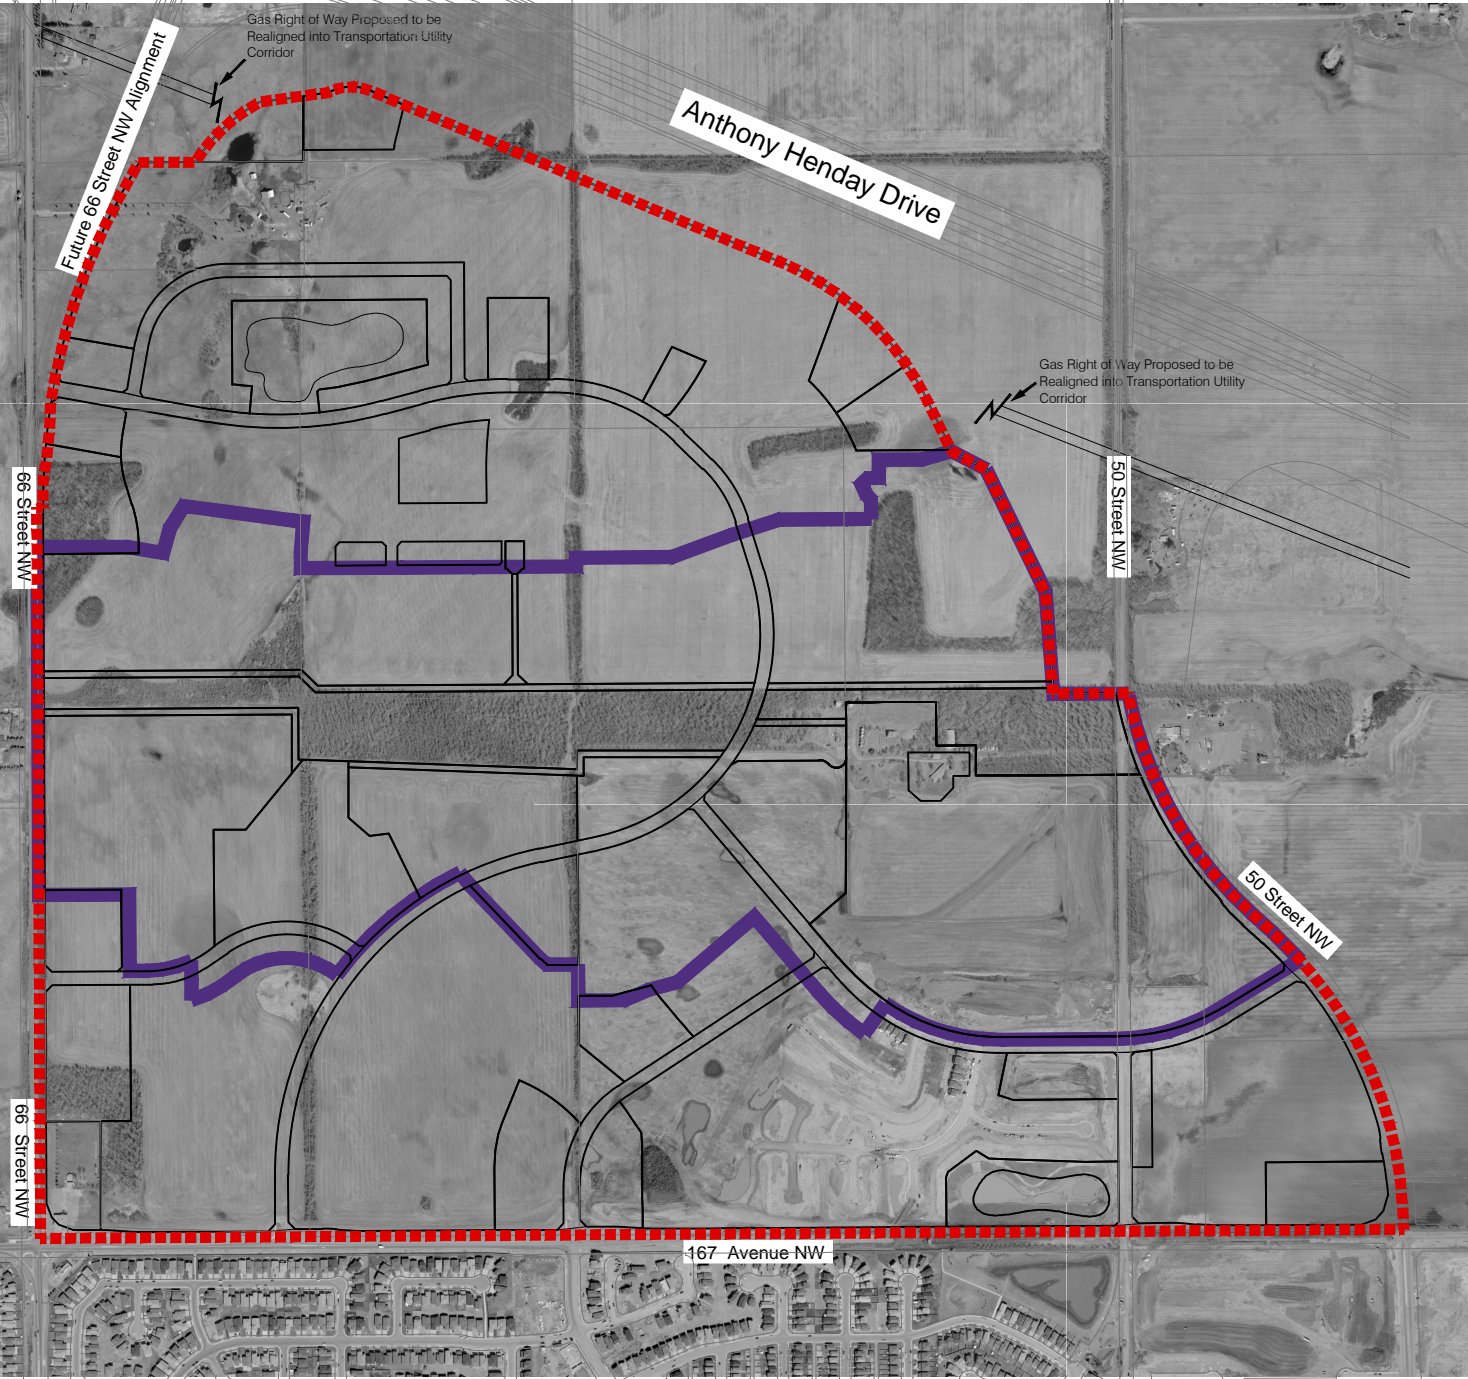 Gas Right of Way Proposed to be
Realigned into Transportation Utility
Corridor
Future 66 Street NW Alignment
Anthony Henday Drive
Gas Right of Way Proposed to be
Realigned into Transportation Utility
Corridor
66 Street NW
50 Street NW
50 Street NW
66 Street NW
167 Avenue NW